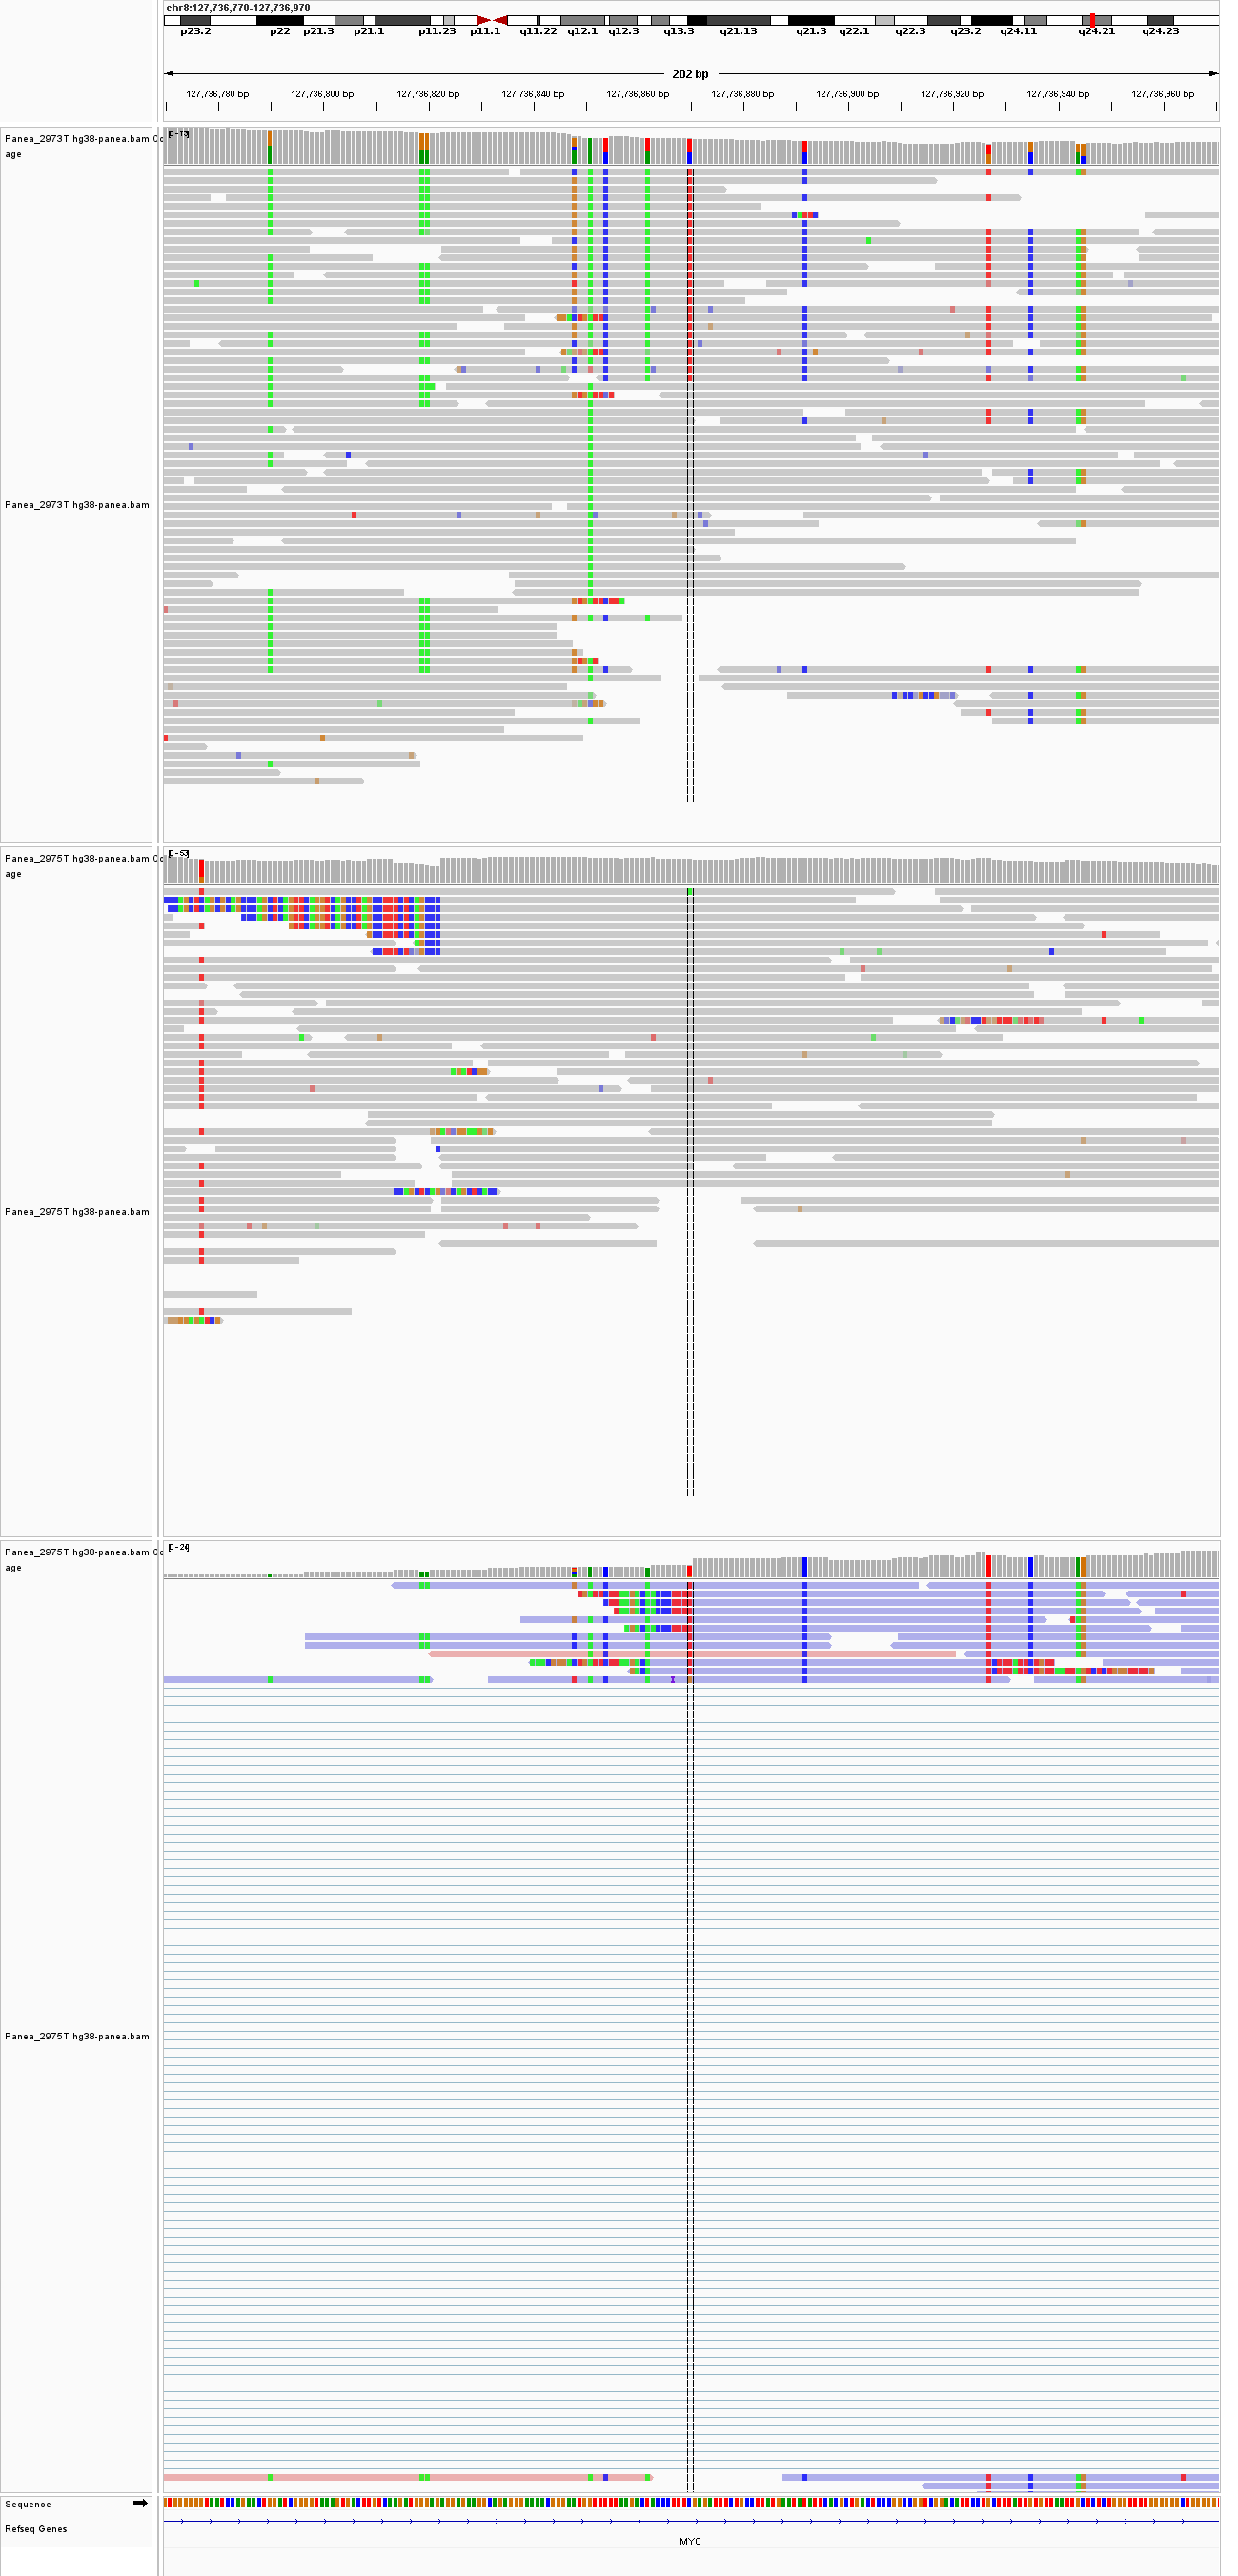 chr8:127,736,770-127,736,970
p23.2 p22 p21.3 p21.1 p11.23 p11.1 q11.22 q12.1 q12.3 q13.3 q21.13 q21.3 q22.1 q22.3 q23.2 q24.11 q24.21 q24.23
202 bp
127,736,780 bp 127,736,800 bp 127,736,820 bp 127,736,840 bp 127,736,860 bp 127,736,880 bp 127,736,900 bp 127,736,920 bp 127,736,940 bp 127,736,960 bp
Panea_2973T.hg38-panea.bam Co
age
[0-73]
Panea_2973T.hg38-panea.bam
Panea_2975T.hg38-panea.bam Co
age
[0-53]
Panea_2975T.hg38-panea.bam
Panea_2975T.hg38-panea.bam Co
age
[0-24]
I
Panea_2975T.hg38-panea.bam
Sequence
Refseq Genes
MYC